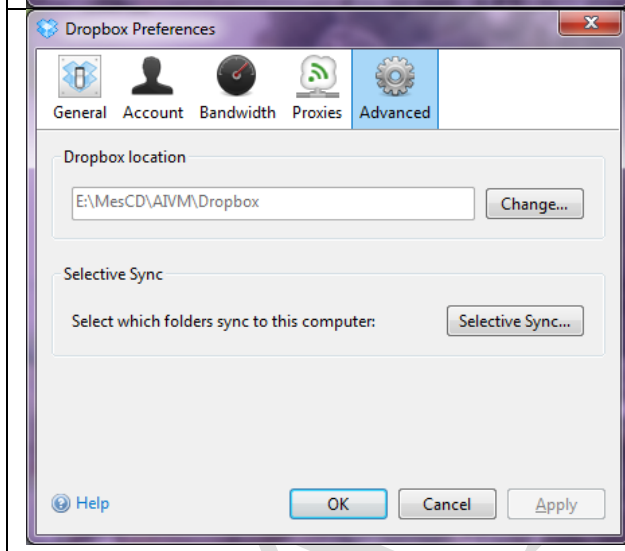 Dropbox Preferences
General Account Bandwidth Proxies Advanced
Dropbox location
E:\MesCD\AIVM\Dropbox Change...
Selective Sync
Select which folders sync to this computer: Selective Sync...
Help OK Cancel Apply